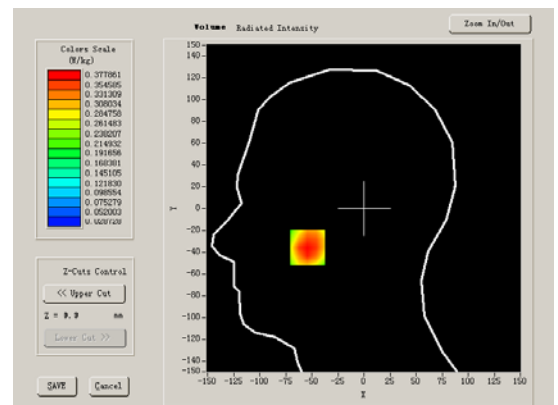 Volume Radiated Intensity
Zoom In/Out
Colors Scale
(W/kg)
0.377861
0.354585
0.331309
0.308034
0.284758
0.261483
0.238207
0.214932
0.191656
0.168381
0.145105
0.121830
0.098554
0.075279
0.052003
0.028728
Z-Cuts Control
<< Upper Cut
Z = 0.0 mm
Lower Cut >>
SAVE Cancel
150
140
120
100
80
60
40
20
Y 0
-20
-40
-60
-80
-100
-120
-140
-150
-150 -125 -100 -75 -50 -25 0 25 50 75 100 125 150
X